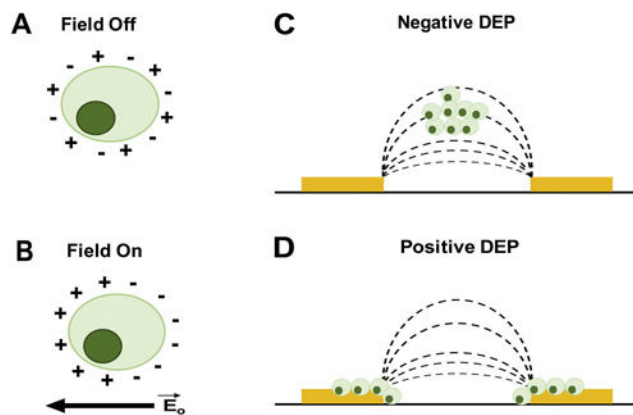 A
Field Off
+ - + - + + - + - + - +
C
Negative DEP
B
Field On
+ + + + + + + - - - - - -
E₀
D
Positive DEP